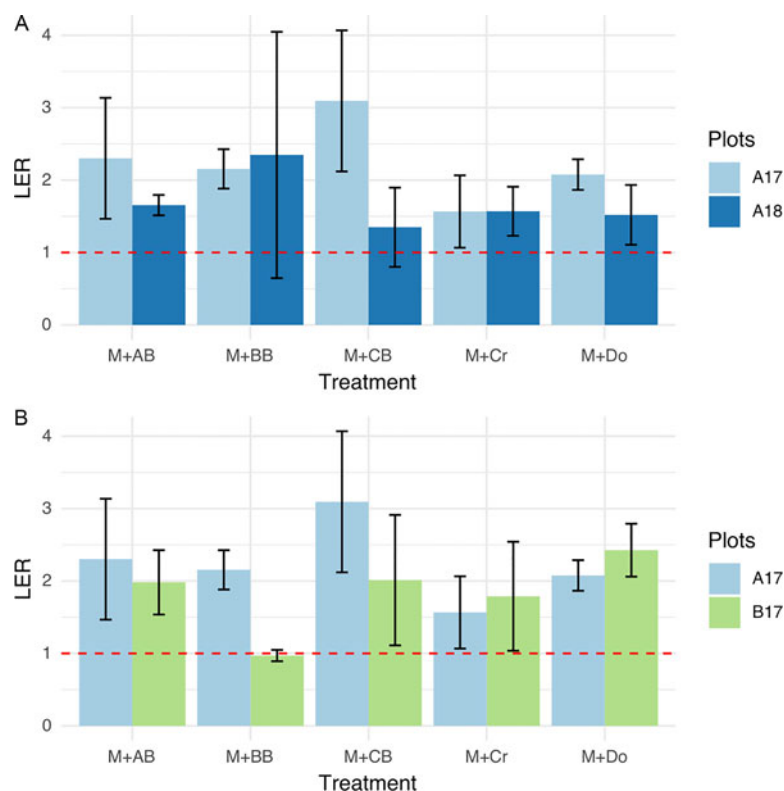 A
4
3
2
1
0
LER
M+AB M+BB M+CB M+Cr M+Do
Treatment
Plots
A17
A18
B
4
3
2
1
0
LER
M+AB M+BB M+CB M+Cr M+Do
Treatment
Plots
A17
B17